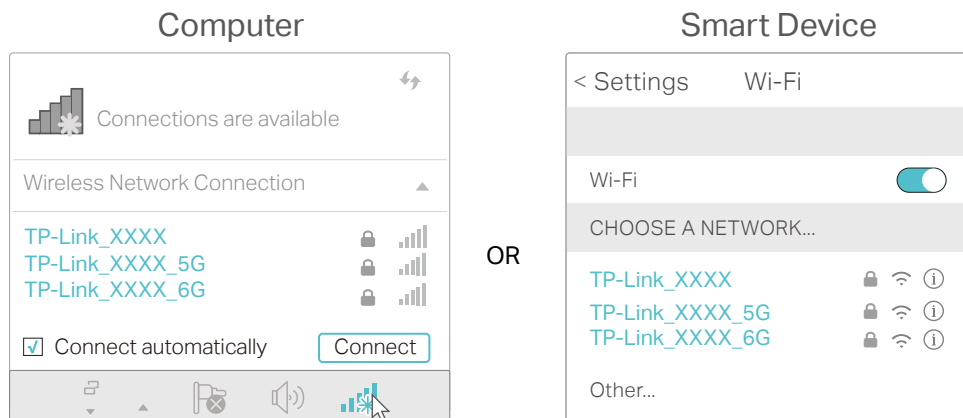 Computer
Connections are available
Wireless Network Connection
TP-Link_XXXX
TP-Link_XXXX_5G
TP-Link_XXXX_6G
Connect automatically Connect
OR
Smart Device
< Settings Wi-Fi
Wi-Fi
CHOOSE A NETWORK...
TP-Link_XXXX
TP-Link_XXXX_5G
TP-Link_XXXX_6G
Other...